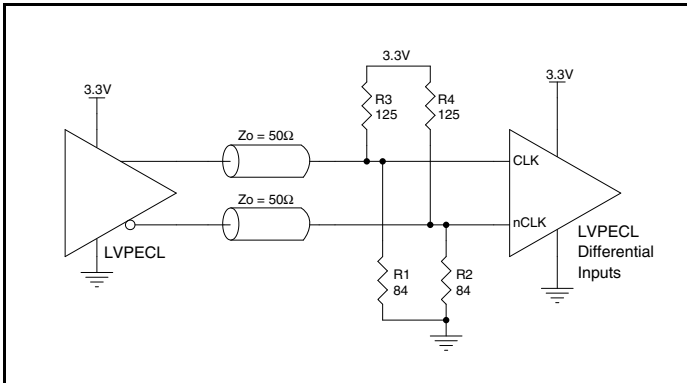 3.3V
3.3V
3.3V
R3
125
R4
125
Zo = 50Ω
CLK
Zo = 50Ω
nCLK
LVPECL
LVPECL
Differential
Inputs
R1
84
R2
84